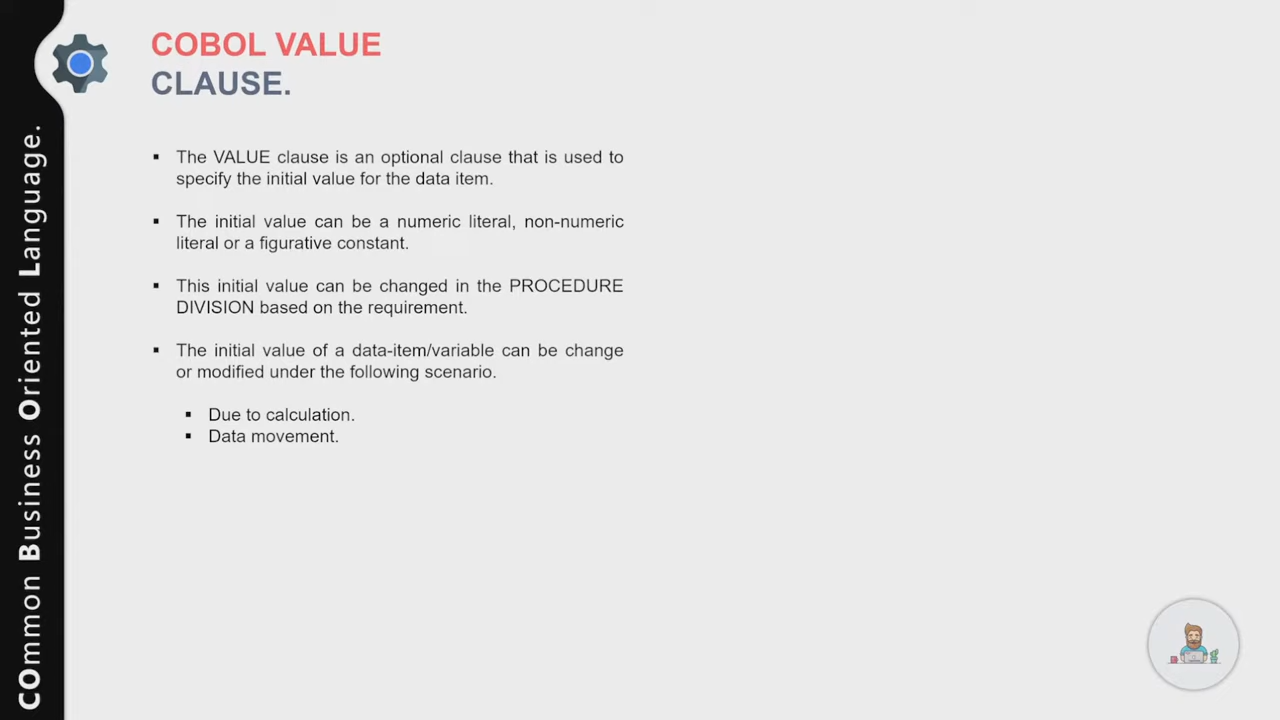 COBOL VALUE
CLAUSE.
▪ The VALUE clause is an optional clause that is used to
specify the initial value for the data item.
▪ The initial value can be a numeric literal, non-numeric
literal or a figurative constant.
▪ This initial value can be changed in the PROCEDURE
DIVISION based on the requirement.
▪ The initial value of a data-item/variable can be change
or modified under the following scenario.
▪ Due to calculation.
▪ Data movement.
COmmon Business Oriented Language.